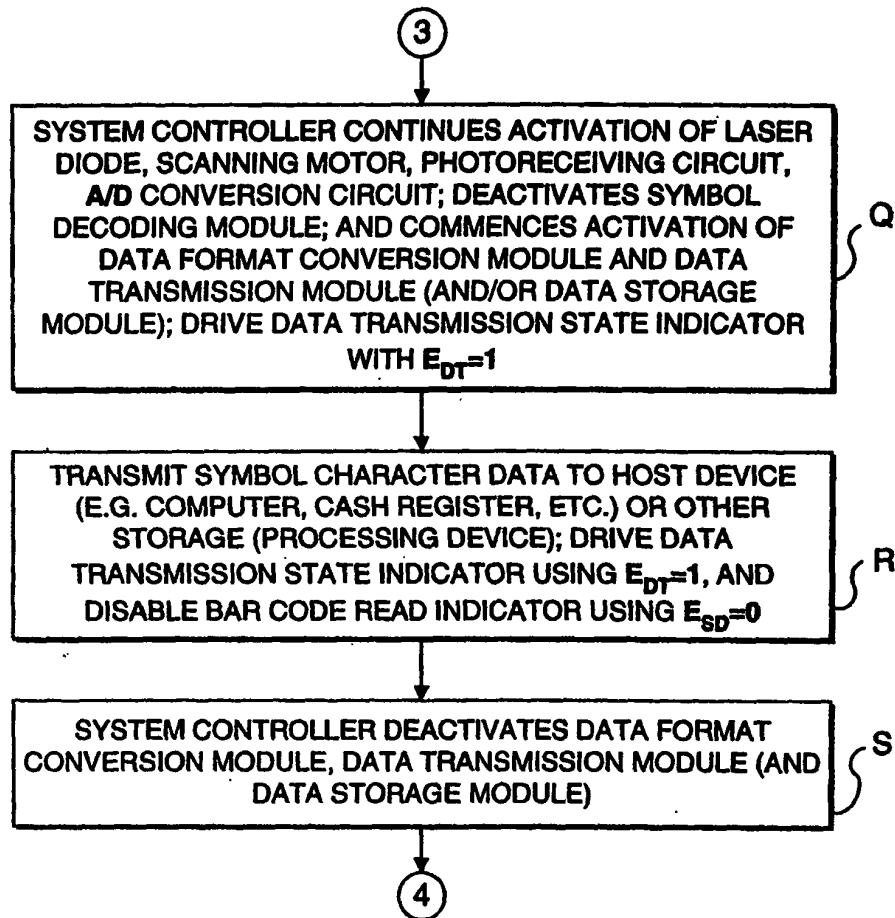 3
SYSTEM CONTROLLER CONTINUES ACTIVATION OF LASER
DIODE, SCANNING MOTOR, PHOTORECEIVING CIRCUIT,
A/D CONVERSION CIRCUIT; DEACTIVATES SYMBOL
DECODING MODULE; AND COMMENCES ACTIVATION OF
DATA FORMAT CONVERSION MODULE AND DATA
TRANSMISSION MODULE (AND/OR DATA STORAGE
MODULE); DRIVE DATA TRANSMISSION STATE INDICATOR
WITH E_DT=1
Q
TRANSMIT SYMBOL CHARACTER DATA TO HOST DEVICE
(E.G. COMPUTER, CASH REGISTER, ETC.) OR OTHER
STORAGE (PROCESSING DEVICE); DRIVE DATA
TRANSMISSION STATE INDICATOR USING E_DT=1, AND
DISABLE BAR CODE READ INDICATOR USING E_SD=0
R
SYSTEM CONTROLLER DEACTIVATES DATA FORMAT
CONVERSION MODULE, DATA TRANSMISSION MODULE (AND
DATA STORAGE MODULE)
S
4